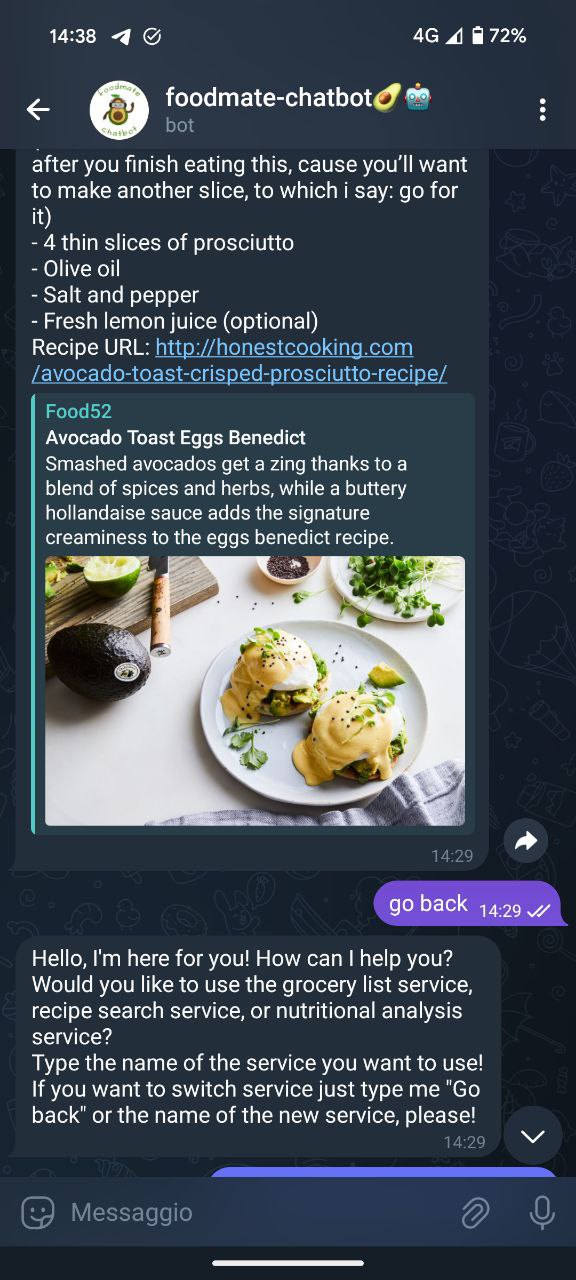 14:38
4G 72%
foodmate-chatbot🥑🤖
bot
foodmate
chatbot
after you finish eating this, cause you’ll want
to make another slice, to which i say: go for
it)
- 4 thin slices of prosciutto
- Olive oil
- Salt and pepper
- Fresh lemon juice (optional)
Recipe URL: http://honestcooking.com
/avocado-toast-crisped-prosciutto-recipe/
Food52
Avocado Toast Eggs Benedict
Smashed avocados get a zing thanks to a
blend of spices and herbs, while a buttery
hollandaise sauce adds the signature
creaminess to the eggs benedict recipe.
14:29
go back 14:29
Hello, I'm here for you! How can I help you?
Would you like to use the grocery list service,
recipe search service, or nutritional analysis
service?
Type the name of the service you want to use!
If you want to switch service just type me "Go
back" or the name of the new service, please!
14:29
Messaggio